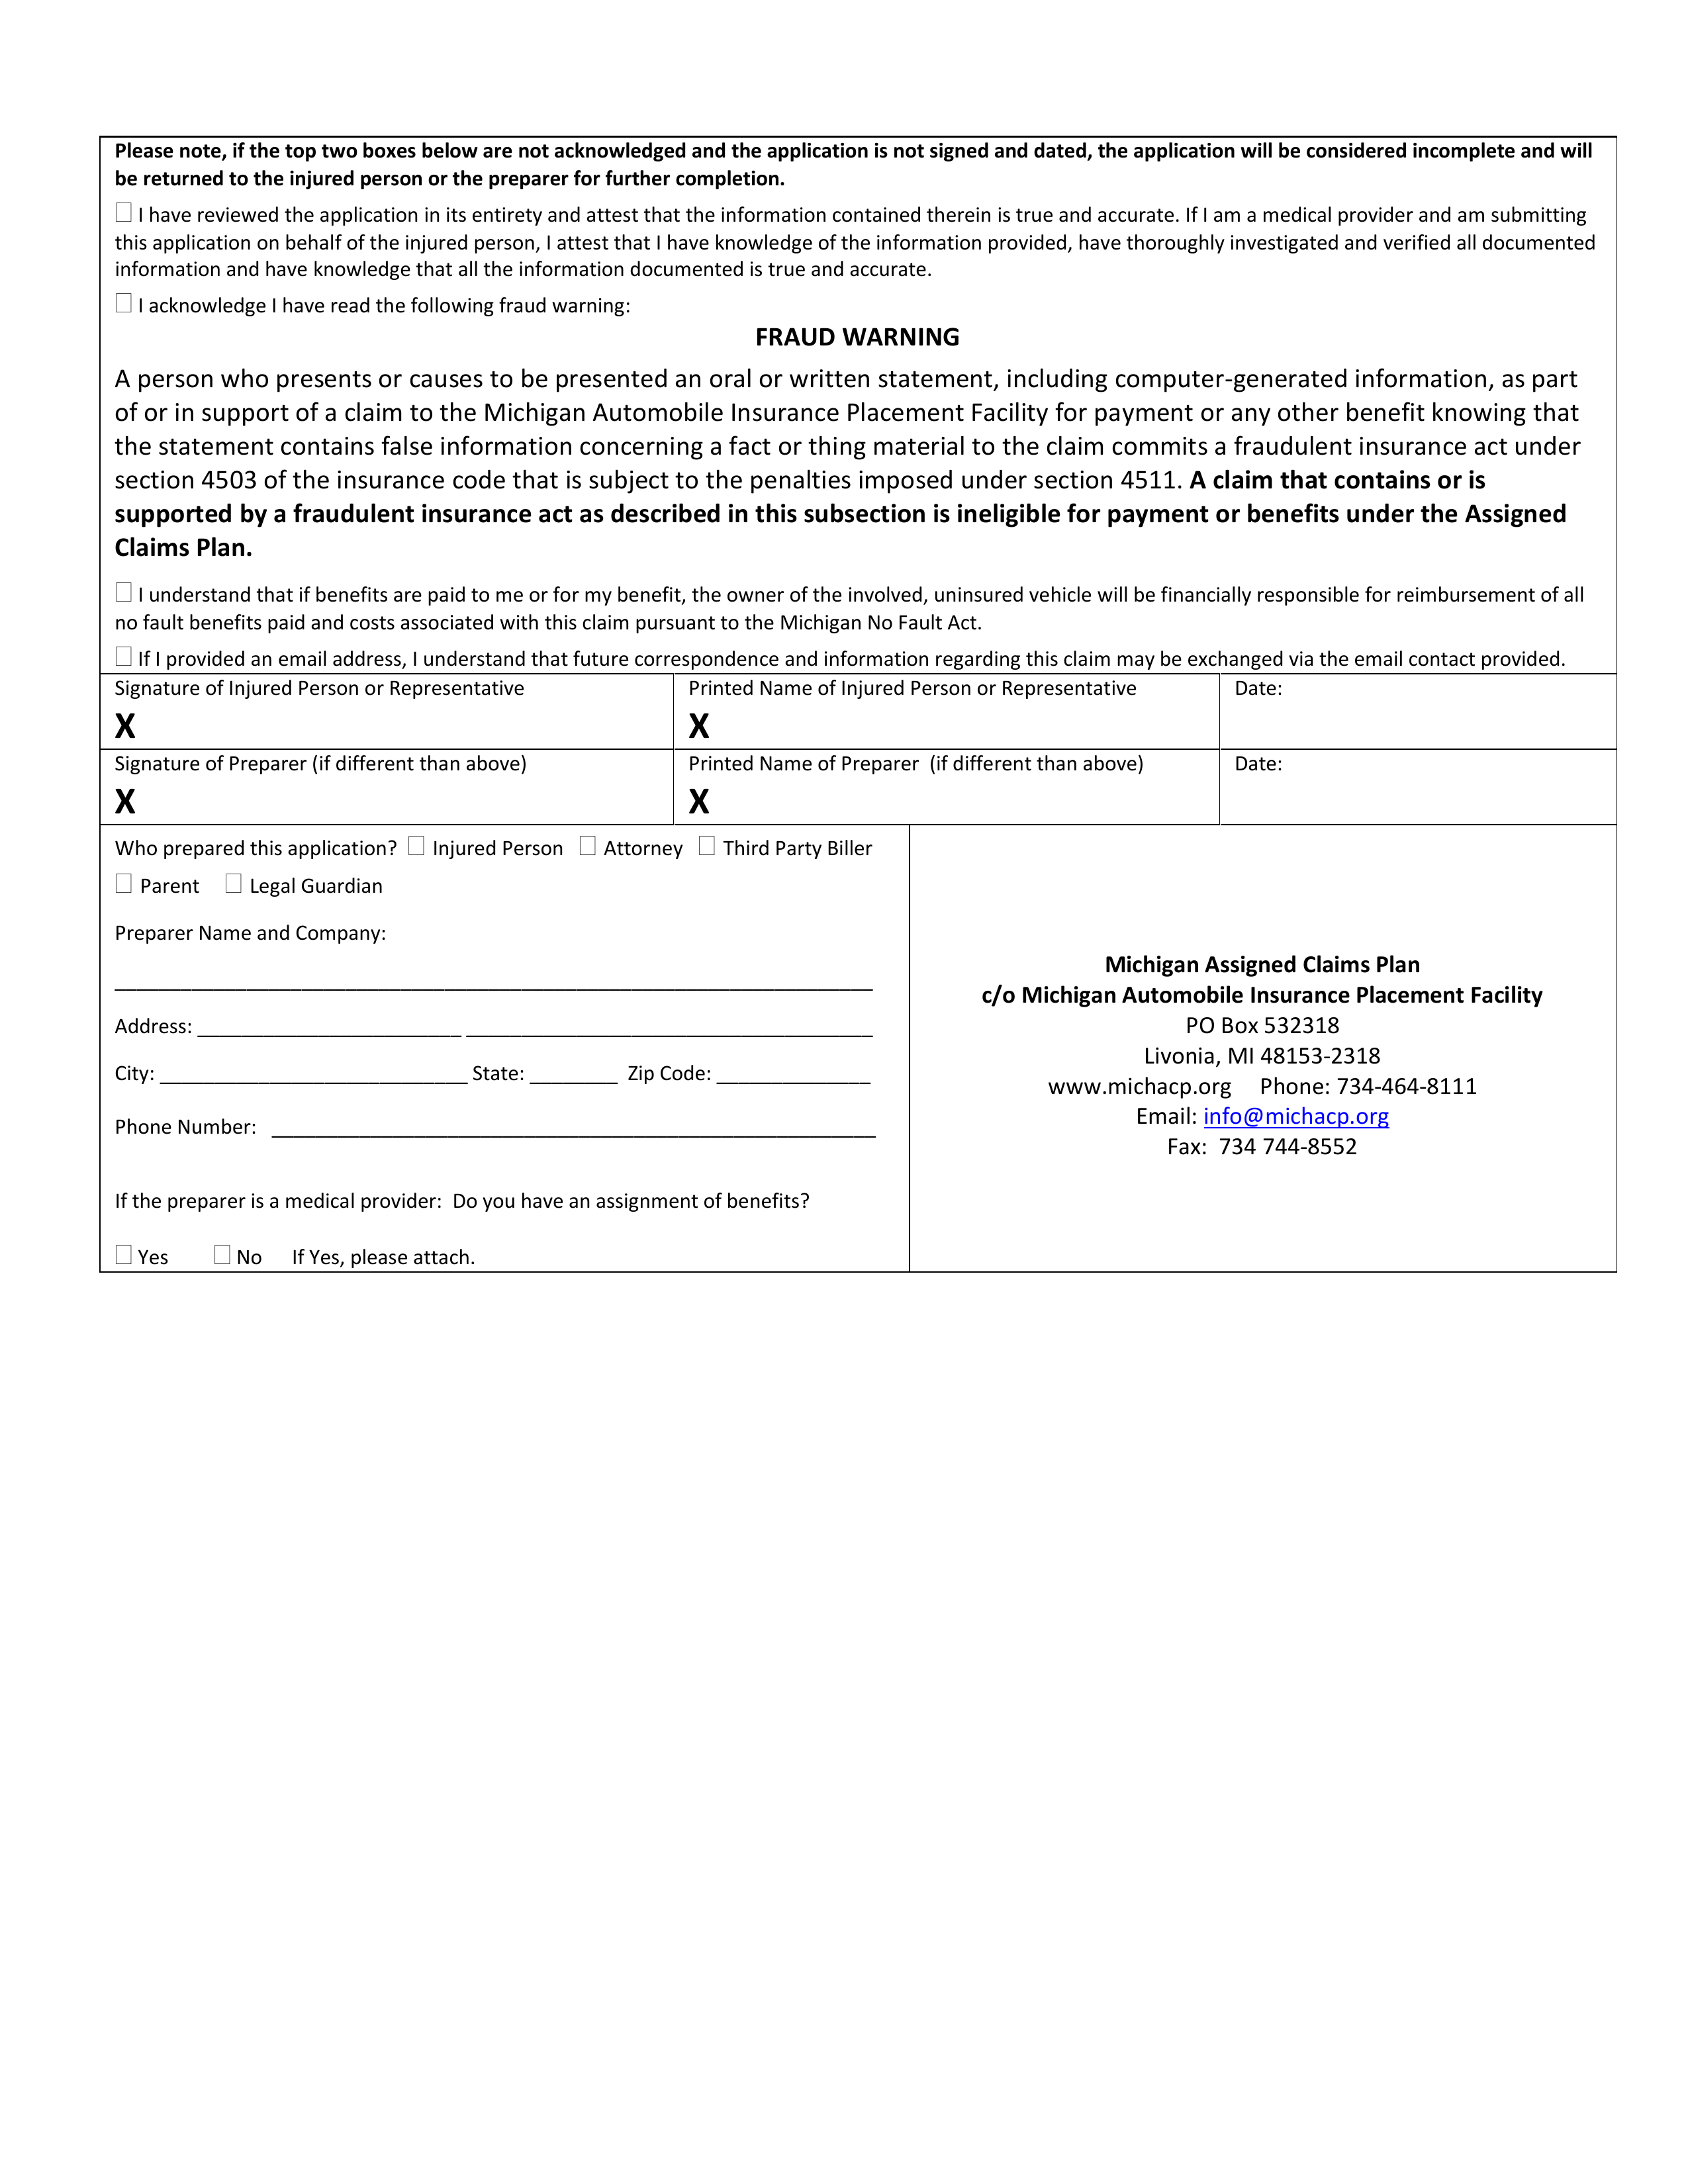 Please note, if the top two boxes below are not acknowledged and the application is not signed and dated, the application will be considered incomplete and will
be returned to the injured person or the preparer for further completion.
☐ I have reviewed the application in its entirety and attest that the information contained therein is true and accurate. If I am a medical provider and am submitting
this application on behalf of the injured person, I attest that I have knowledge of the information provided, have thoroughly investigated and verified all documented
information and have knowledge that all the information documented is true and accurate.
☐ I acknowledge I have read the following fraud warning:
FRAUD WARNING
A person who presents or causes to be presented an oral or written statement, including computer-generated information, as part
of or in support of a claim to the Michigan Automobile Insurance Placement Facility for payment or any other benefit knowing that
the statement contains false information concerning a fact or thing material to the claim commits a fraudulent insurance act under
section 4503 of the insurance code that is subject to the penalties imposed under section 4511. A claim that contains or is
supported by a fraudulent insurance act as described in this subsection is ineligible for payment or benefits under the Assigned
Claims Plan.
☐ I understand that if benefits are paid to me or for my benefit, the owner of the involved, uninsured vehicle will be financially responsible for reimbursement of all
no fault benefits paid and costs associated with this claim pursuant to the Michigan No Fault Act.
☐ If I provided an email address, I understand that future correspondence and information regarding this claim may be exchanged via the email contact provided.
Signature of Injured Person or Representative
X
Printed Name of Injured Person or Representative
X
Date:
Signature of Preparer (if different than above)
X
Printed Name of Preparer (if different than above)
X
Date:
Who prepared this application? ☐ Injured Person ☐ Attorney ☐ Third Party Biller
☐ Parent ☐ Legal Guardian
Preparer Name and Company:
Address: ________________________ _____________________________________
City: ____________________________ State: ________ Zip Code: ______________
Phone Number: _______________________________________________________
If the preparer is a medical provider: Do you have an assignment of benefits?
☐ Yes ☐ No If Yes, please attach.
Michigan Assigned Claims Plan
c/o Michigan Automobile Insurance Placement Facility
PO Box 532318
Livonia, MI 48153-2318
www.michacp.org Phone: 734-464-8111
Email: info@michacp.org
Fax: 734 744-8552